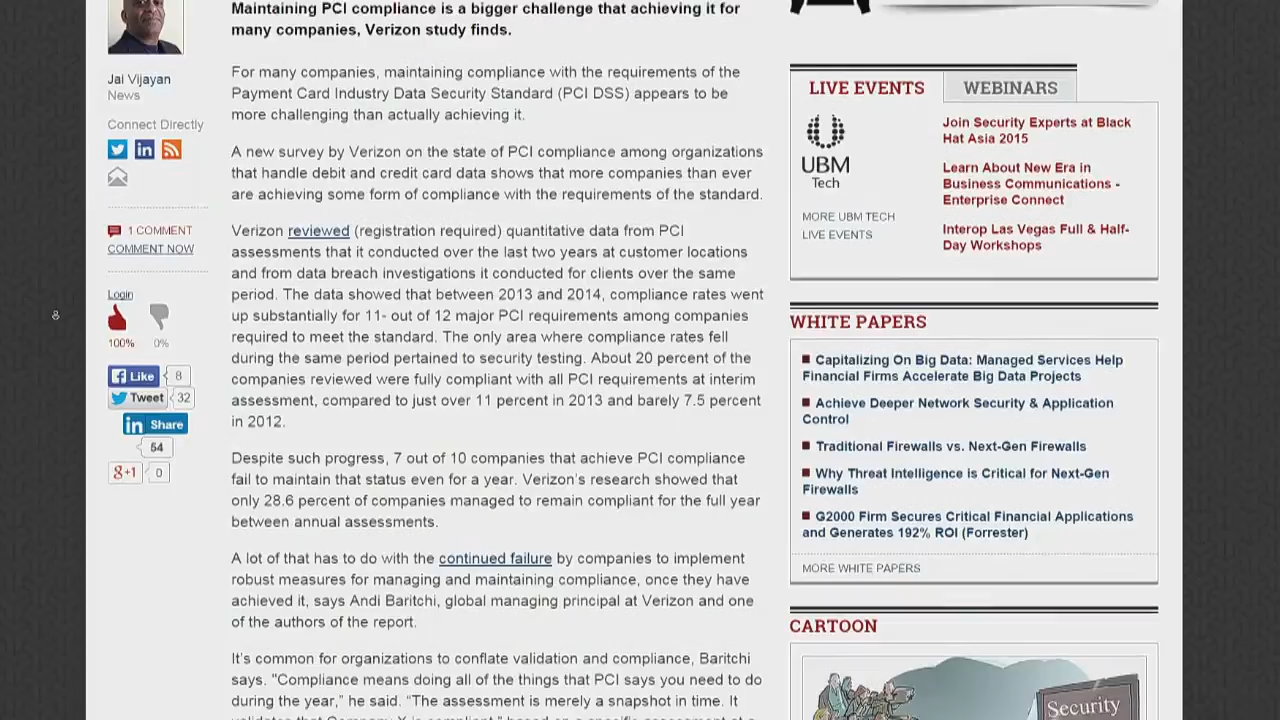 Maintaining PCI compliance is a bigger challenge that achieving it for
many companies, Verizon study finds.
Jai Vijayan
News
Connect Directly
1 COMMENT
COMMENT NOW
Login
100%
0%
Like
8
Tweet
32
in Share
54
g+1
0
For many companies, maintaining compliance with the requirements of the
Payment Card Industry Data Security Standard (PCI DSS) appears to be
more challenging than actually achieving it.
A new survey by Verizon on the state of PCI compliance among organizations
that handle debit and credit card data shows that more companies than ever
are achieving some form of compliance with the requirements of the standard.
Verizon reviewed (registration required) quantitative data from PCI
assessments that it conducted over the last two years at customer locations
and from data breach investigations it conducted for clients over the same
period. The data showed that between 2013 and 2014, compliance rates went
up substantially for 11- out of 12 major PCI requirements among companies
required to meet the standard. The only area where compliance rates fell
during the same period pertained to security testing. About 20 percent of the
companies reviewed were fully compliant with all PCI requirements at interim
assessment, compared to just over 11 percent in 2013 and barely 7.5 percent
in 2012.
Despite such progress, 7 out of 10 companies that achieve PCI compliance
fail to maintain that status even for a year. Verizon's research showed that
only 28.6 percent of companies managed to remain compliant for the full year
between annual assessments.
A lot of that has to do with the continued failure by companies to implement
robust measures for managing and maintaining compliance, once they have
achieved it, says Andi Baritchi, global managing principal at Verizon and one
of the authors of the report.
It's common for organizations to conflate validation and compliance, Baritchi
says. "Compliance means doing all of the things that PCI says you need to do
during the year," he said. "The assessment is merely a snapshot in time. It
LIVE EVENTS
WEBINARS
UBM
Tech
MORE UBM TECH
LIVE EVENTS
Join Security Experts at Black
Hat Asia 2015
Learn About New Era in
Business Communications -
Enterprise Connect
Interop Las Vegas Full & Half-
Day Workshops
WHITE PAPERS
Capitalizing On Big Data: Managed Services Help
Financial Firms Accelerate Big Data Projects
Achieve Deeper Network Security & Application
Control
Traditional Firewalls vs. Next-Gen Firewalls
Why Threat Intelligence is Critical for Next-Gen
Firewalls
G2000 Firm Secures Critical Financial Applications
and Generates 192% ROI (Forrester)
MORE WHITE PAPERS
CARTOON
Security